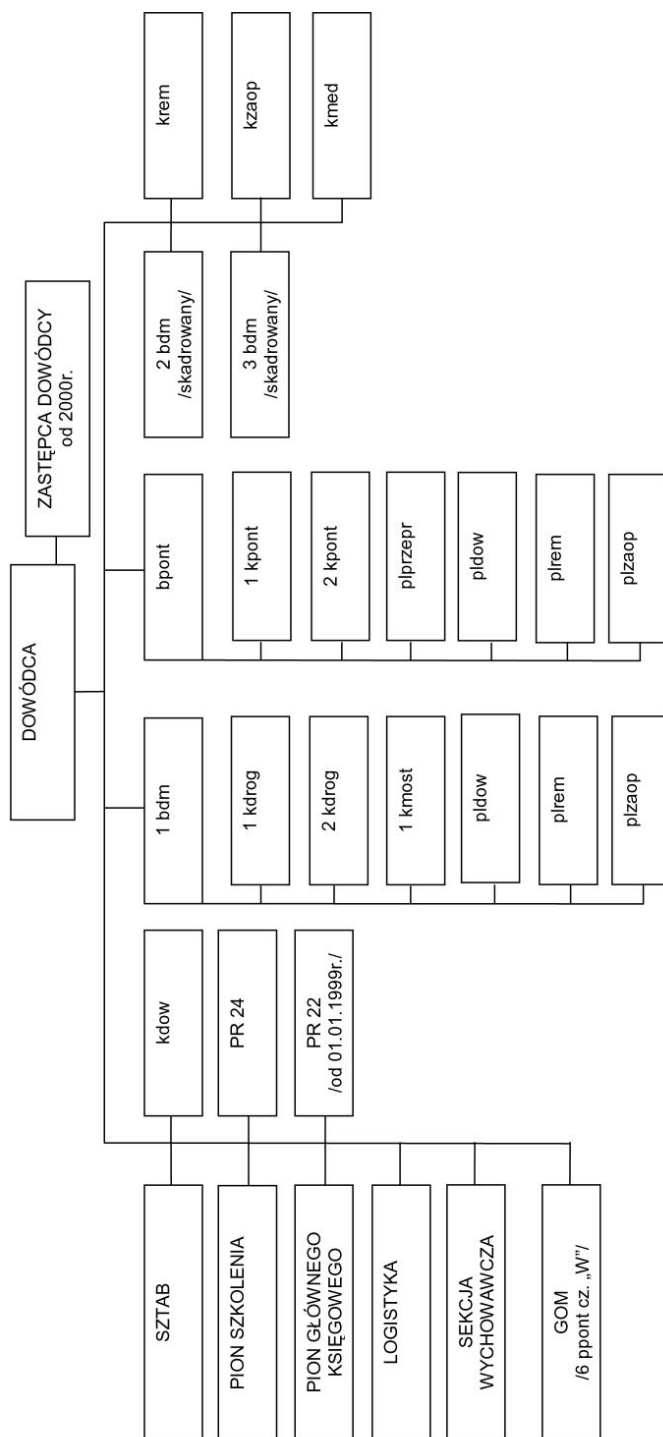 DOWÓDCA
ZASTĘPCA DOWÓDCY
od 2000r.
SZTAB
PION SZKOLENIA
PION GŁÓWNEGO
KSIĘGOWEGO
LOGISTYKA
SEKCJA
WYCHOWAWCZA
GOM
/6 ppont cz. „W”/
kdow
PR 24
PR 22
/od 01.01.1999r./
1 bdm
1 kdrog
2 kdrog
1 kmost
pldow
plrem
plzaop
bpont
1 kpont
2 kpont
plprzepr
pldow
plrem
plzaop
2 bdm
/skadrowany/
3 bdm
/skadrowany/
krem
kzaop
kmed